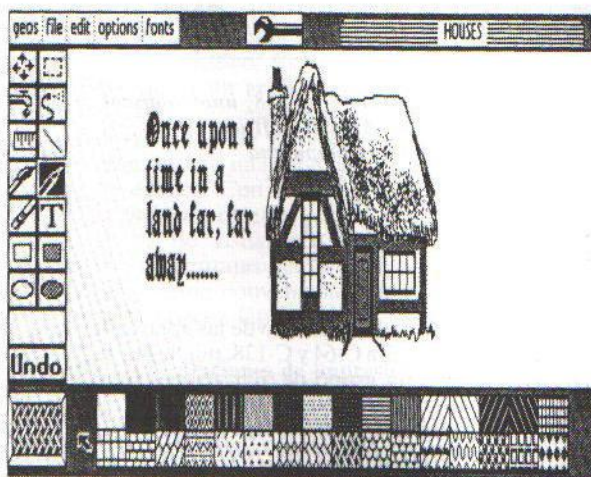 geos file edit options fonts
HOUSES
Once upon a
time in a
land far, far
away.......
T
Undo